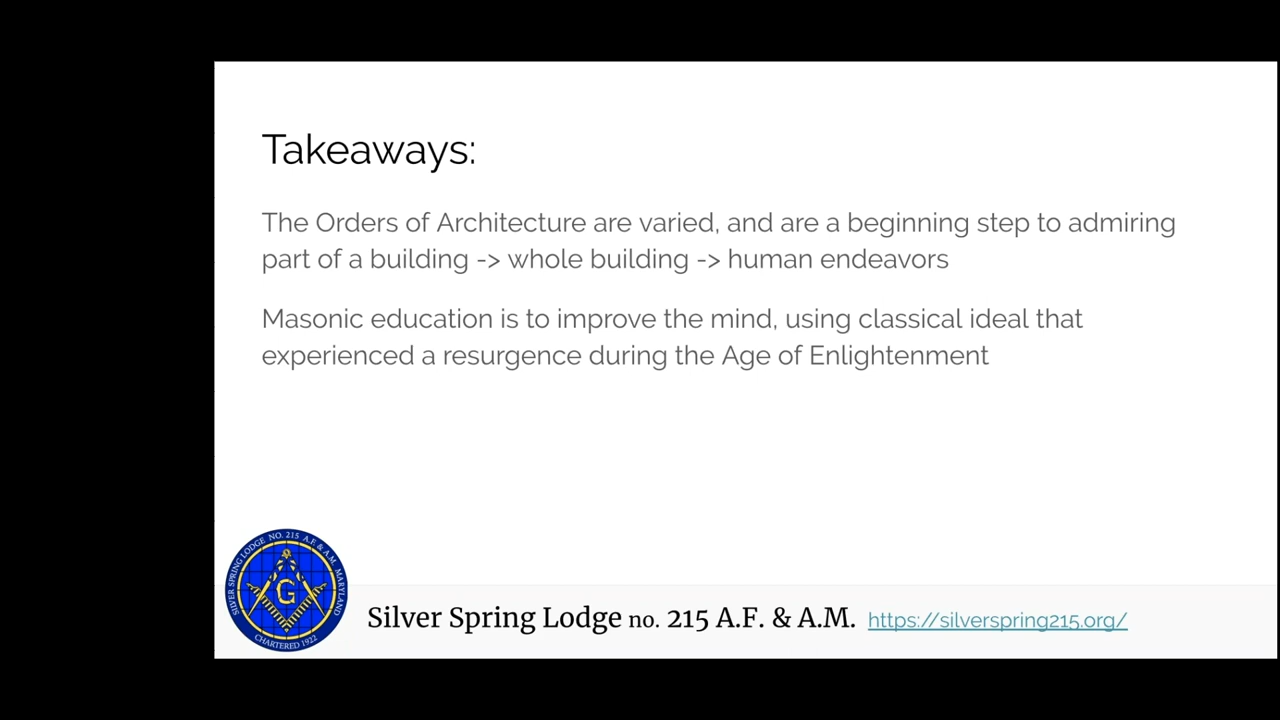 Takeaways:
The Orders of Architecture are varied, and are a beginning step to admiring
part of a building -> whole building -> human endeavors
Masonic education is to improve the mind, using classical ideal that
experienced a resurgence during the Age of Enlightenment
SILVER SPRING LODGE NO. 215 A.F. & A.M. MARYLAND
G
CHARTERED 1922
Silver Spring Lodge no. 215 A.F. & A.M. https://silverspring215.org/